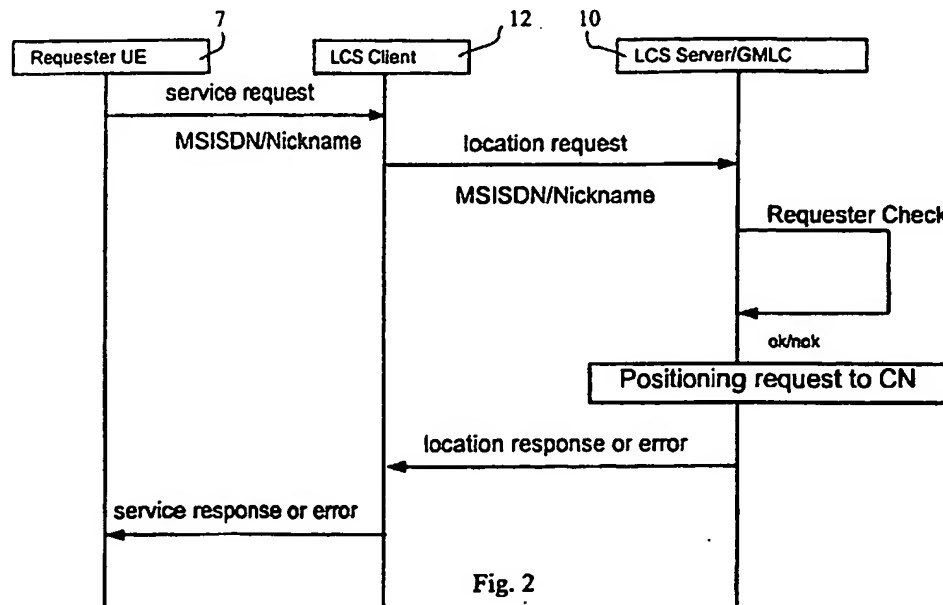 7
12
10
Requester UE
LCS Client
LCS Server/GMLC
service request
MSISDN/Nickname
location request
MSISDN/Nickname
Requester Check
ok/nok
Positioning request to CN
location response or error
service response or error
Fig. 2